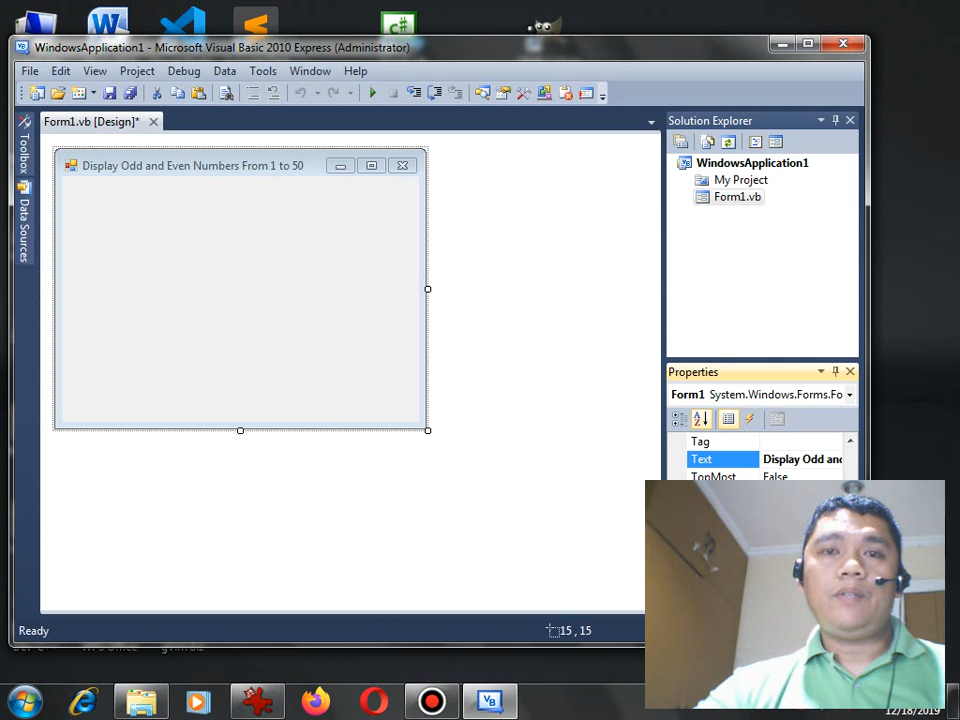 WindowsApplication1 - Microsoft Visual Basic 2010 Express (Administrator)
File Edit View Project Debug Data Tools Window Help
Toolbox
Data Sources
Form1.vb [Design]*
Display Odd and Even Numbers From 1 to 50
Solution Explorer
WindowsApplication1
My Project
Form1.vb
Properties
Form1 System.Windows.Forms.Fo
Tag
Text Display Odd and
TopMost False
Ready
15 , 15
12/18/2019